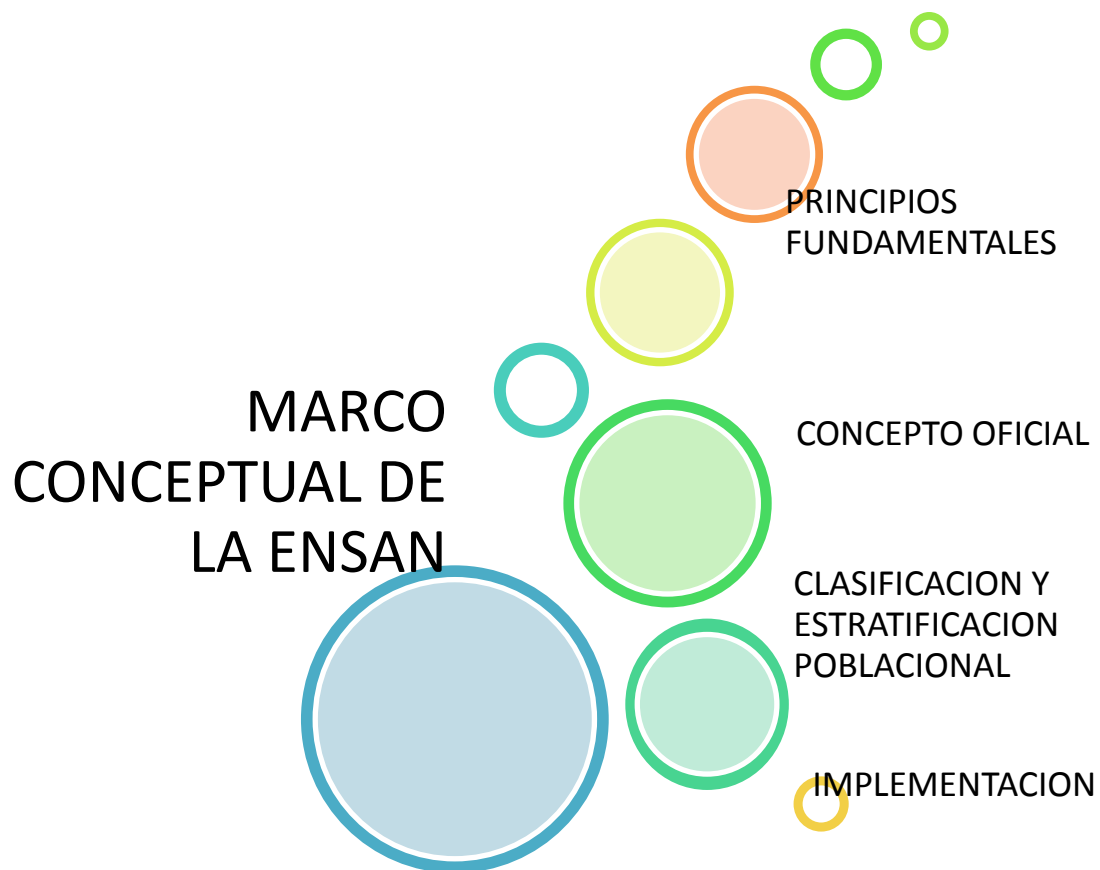 MARCO
CONCEPTUAL DE
LA ENSAN
PRINCIPIOS
FUNDAMENTALES
CONCEPTO OFICIAL
CLASIFICACION Y
ESTRATIFICACION
POBLACIONAL
IMPLEMENTACION